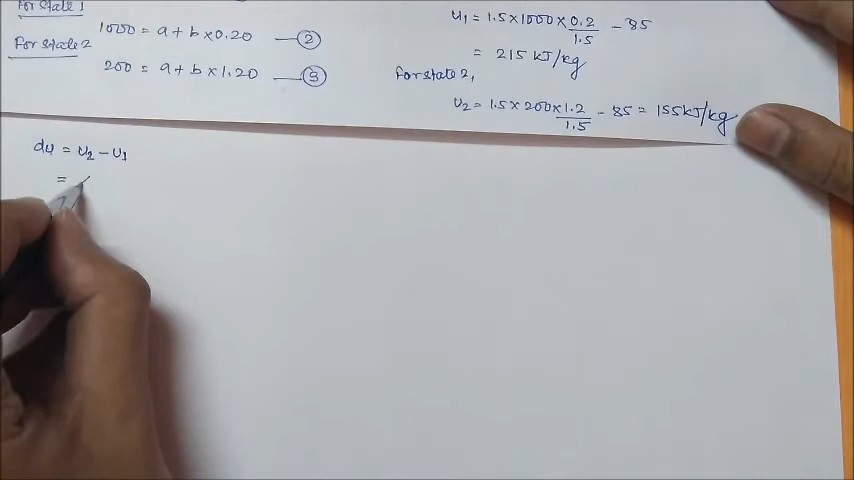 For State 1
1000 = a + b × 0.20 —②
For State 2
200 = a + b × 1.20 —③
u₁ = 1.5 × 1000 × 0.2/1.5 - 85
= 215 kJ/kg
For state 2,
u₂ = 1.5 × 200 × 1.2/1.5 - 85 = 155 kJ/kg
du = u₂ - u₁
=